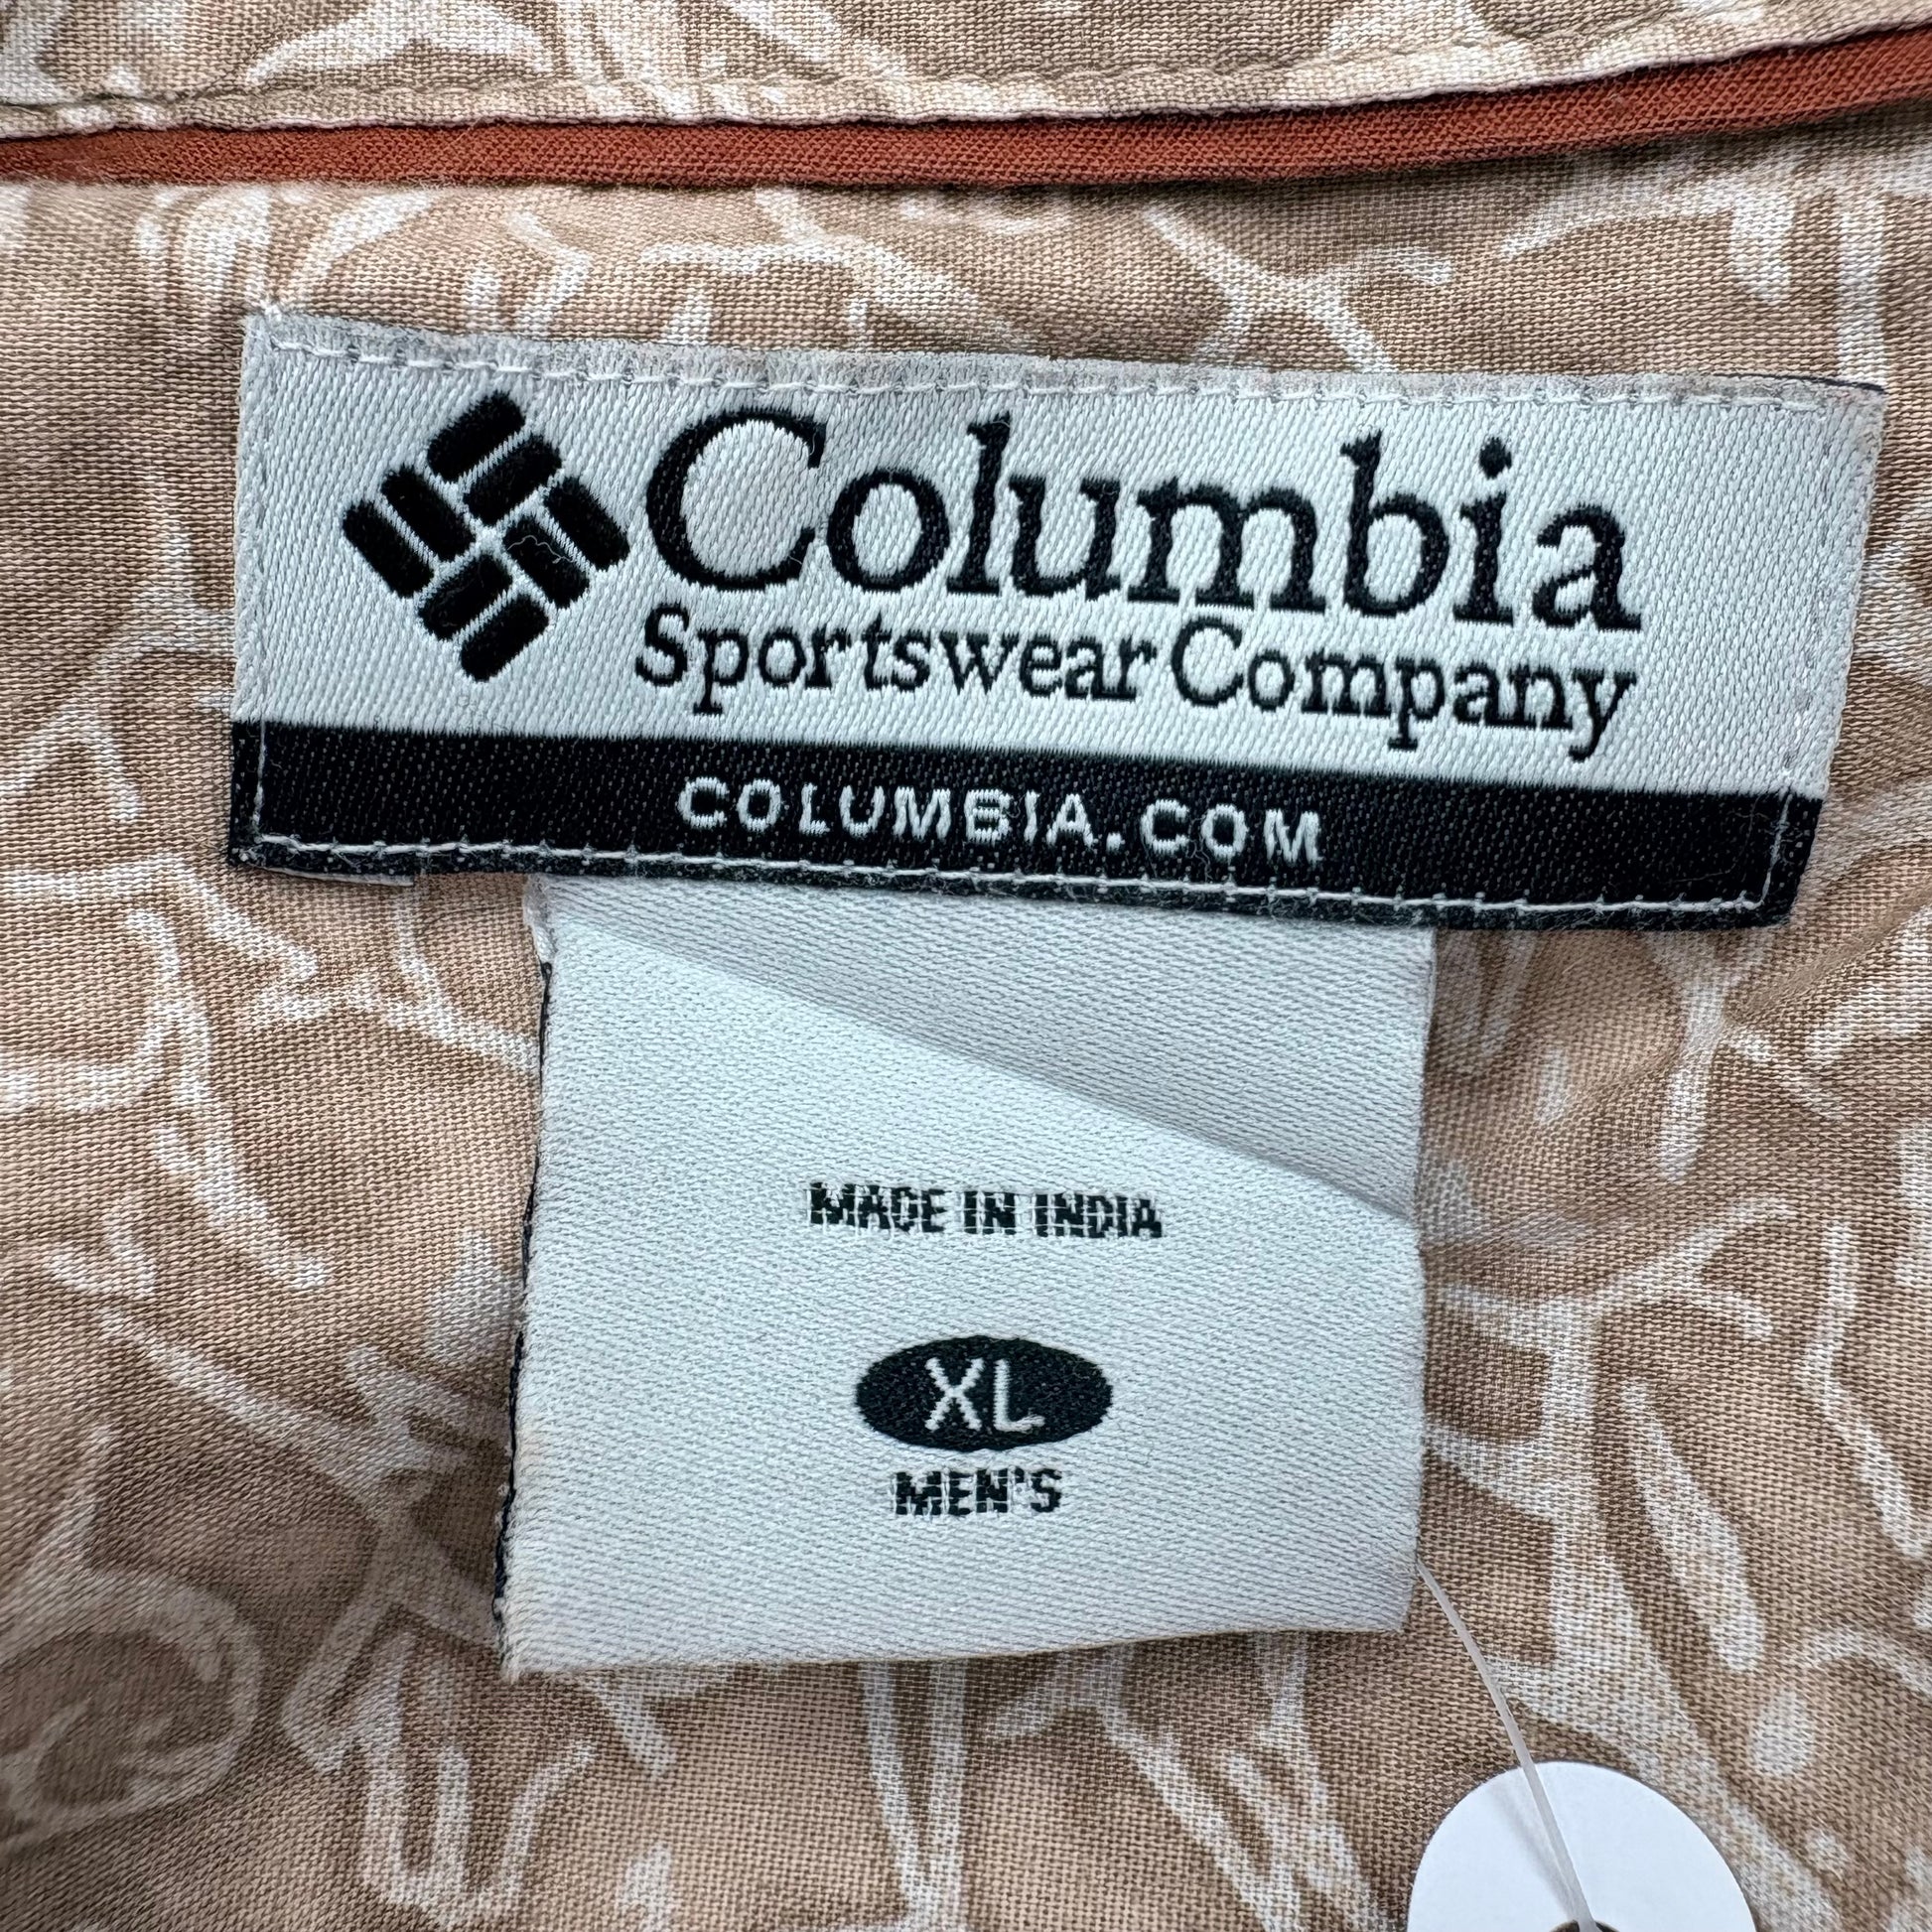 Columbia
Sportswear Company
COLUMBIA.COM
MADE IN INDIA
XL
MEN'S